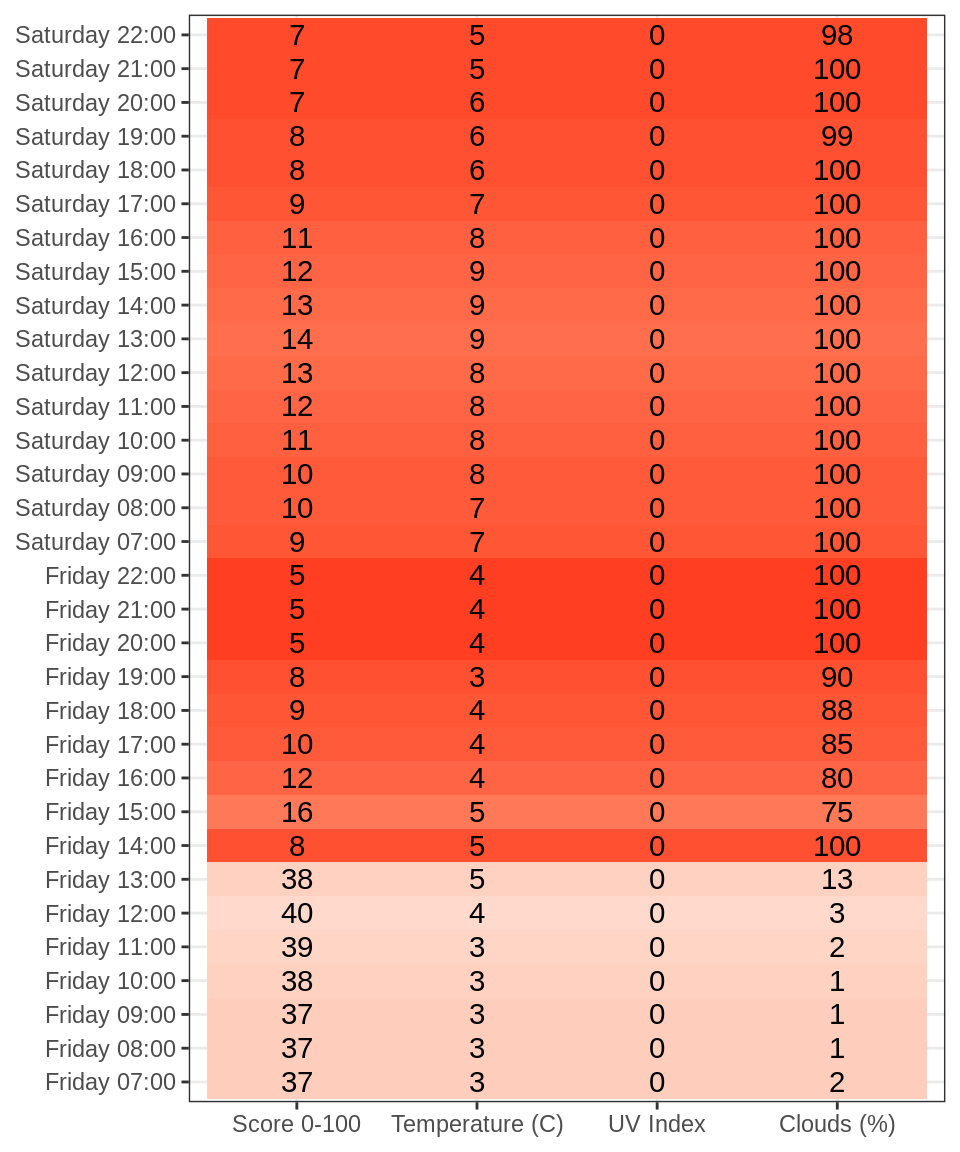 Saturday 22:00 7 5 0 98
Saturday 21:00 7 5 0 100
Saturday 20:00 7 6 0 100
Saturday 19:00 8 6 0 99
Saturday 18:00 8 6 0 100
Saturday 17:00 9 7 0 100
Saturday 16:00 11 8 0 100
Saturday 15:00 12 9 0 100
Saturday 14:00 13 9 0 100
Saturday 13:00 14 9 0 100
Saturday 12:00 13 8 0 100
Saturday 11:00 12 8 0 100
Saturday 10:00 11 8 0 100
Saturday 09:00 10 8 0 100
Saturday 08:00 10 7 0 100
Saturday 07:00 9 7 0 100
Friday 22:00 5 4 0 100
Friday 21:00 5 4 0 100
Friday 20:00 5 4 0 100
Friday 19:00 8 3 0 90
Friday 18:00 9 4 0 88
Friday 17:00 10 4 0 85
Friday 16:00 12 4 0 80
Friday 15:00 16 5 0 75
Friday 14:00 8 5 0 100
Friday 13:00 38 5 0 13
Friday 12:00 40 4 0 3
Friday 11:00 39 3 0 2
Friday 10:00 38 3 0 1
Friday 09:00 37 3 0 1
Friday 08:00 37 3 0 1
Friday 07:00 37 3 0 2
Score 0-100 Temperature (C) UV Index Clouds (%)